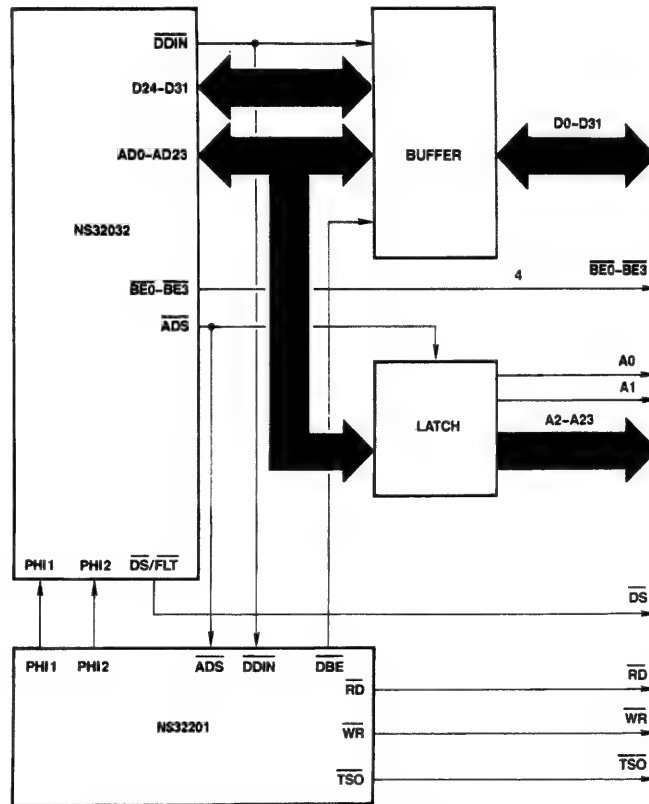 DDIN
D24–D31
D0–D31
AD0–AD23
BUFFER
NS32032
BE0–BE3
4
BE0–BE3
ADS
A0
A1
LATCH
A2–A23
PHI1 PHI2 DS/FLT
DS
PHI1 PHI2 ADS DDIN DBE
RD
RD
NS32201
WR
WR
TSO
TSO